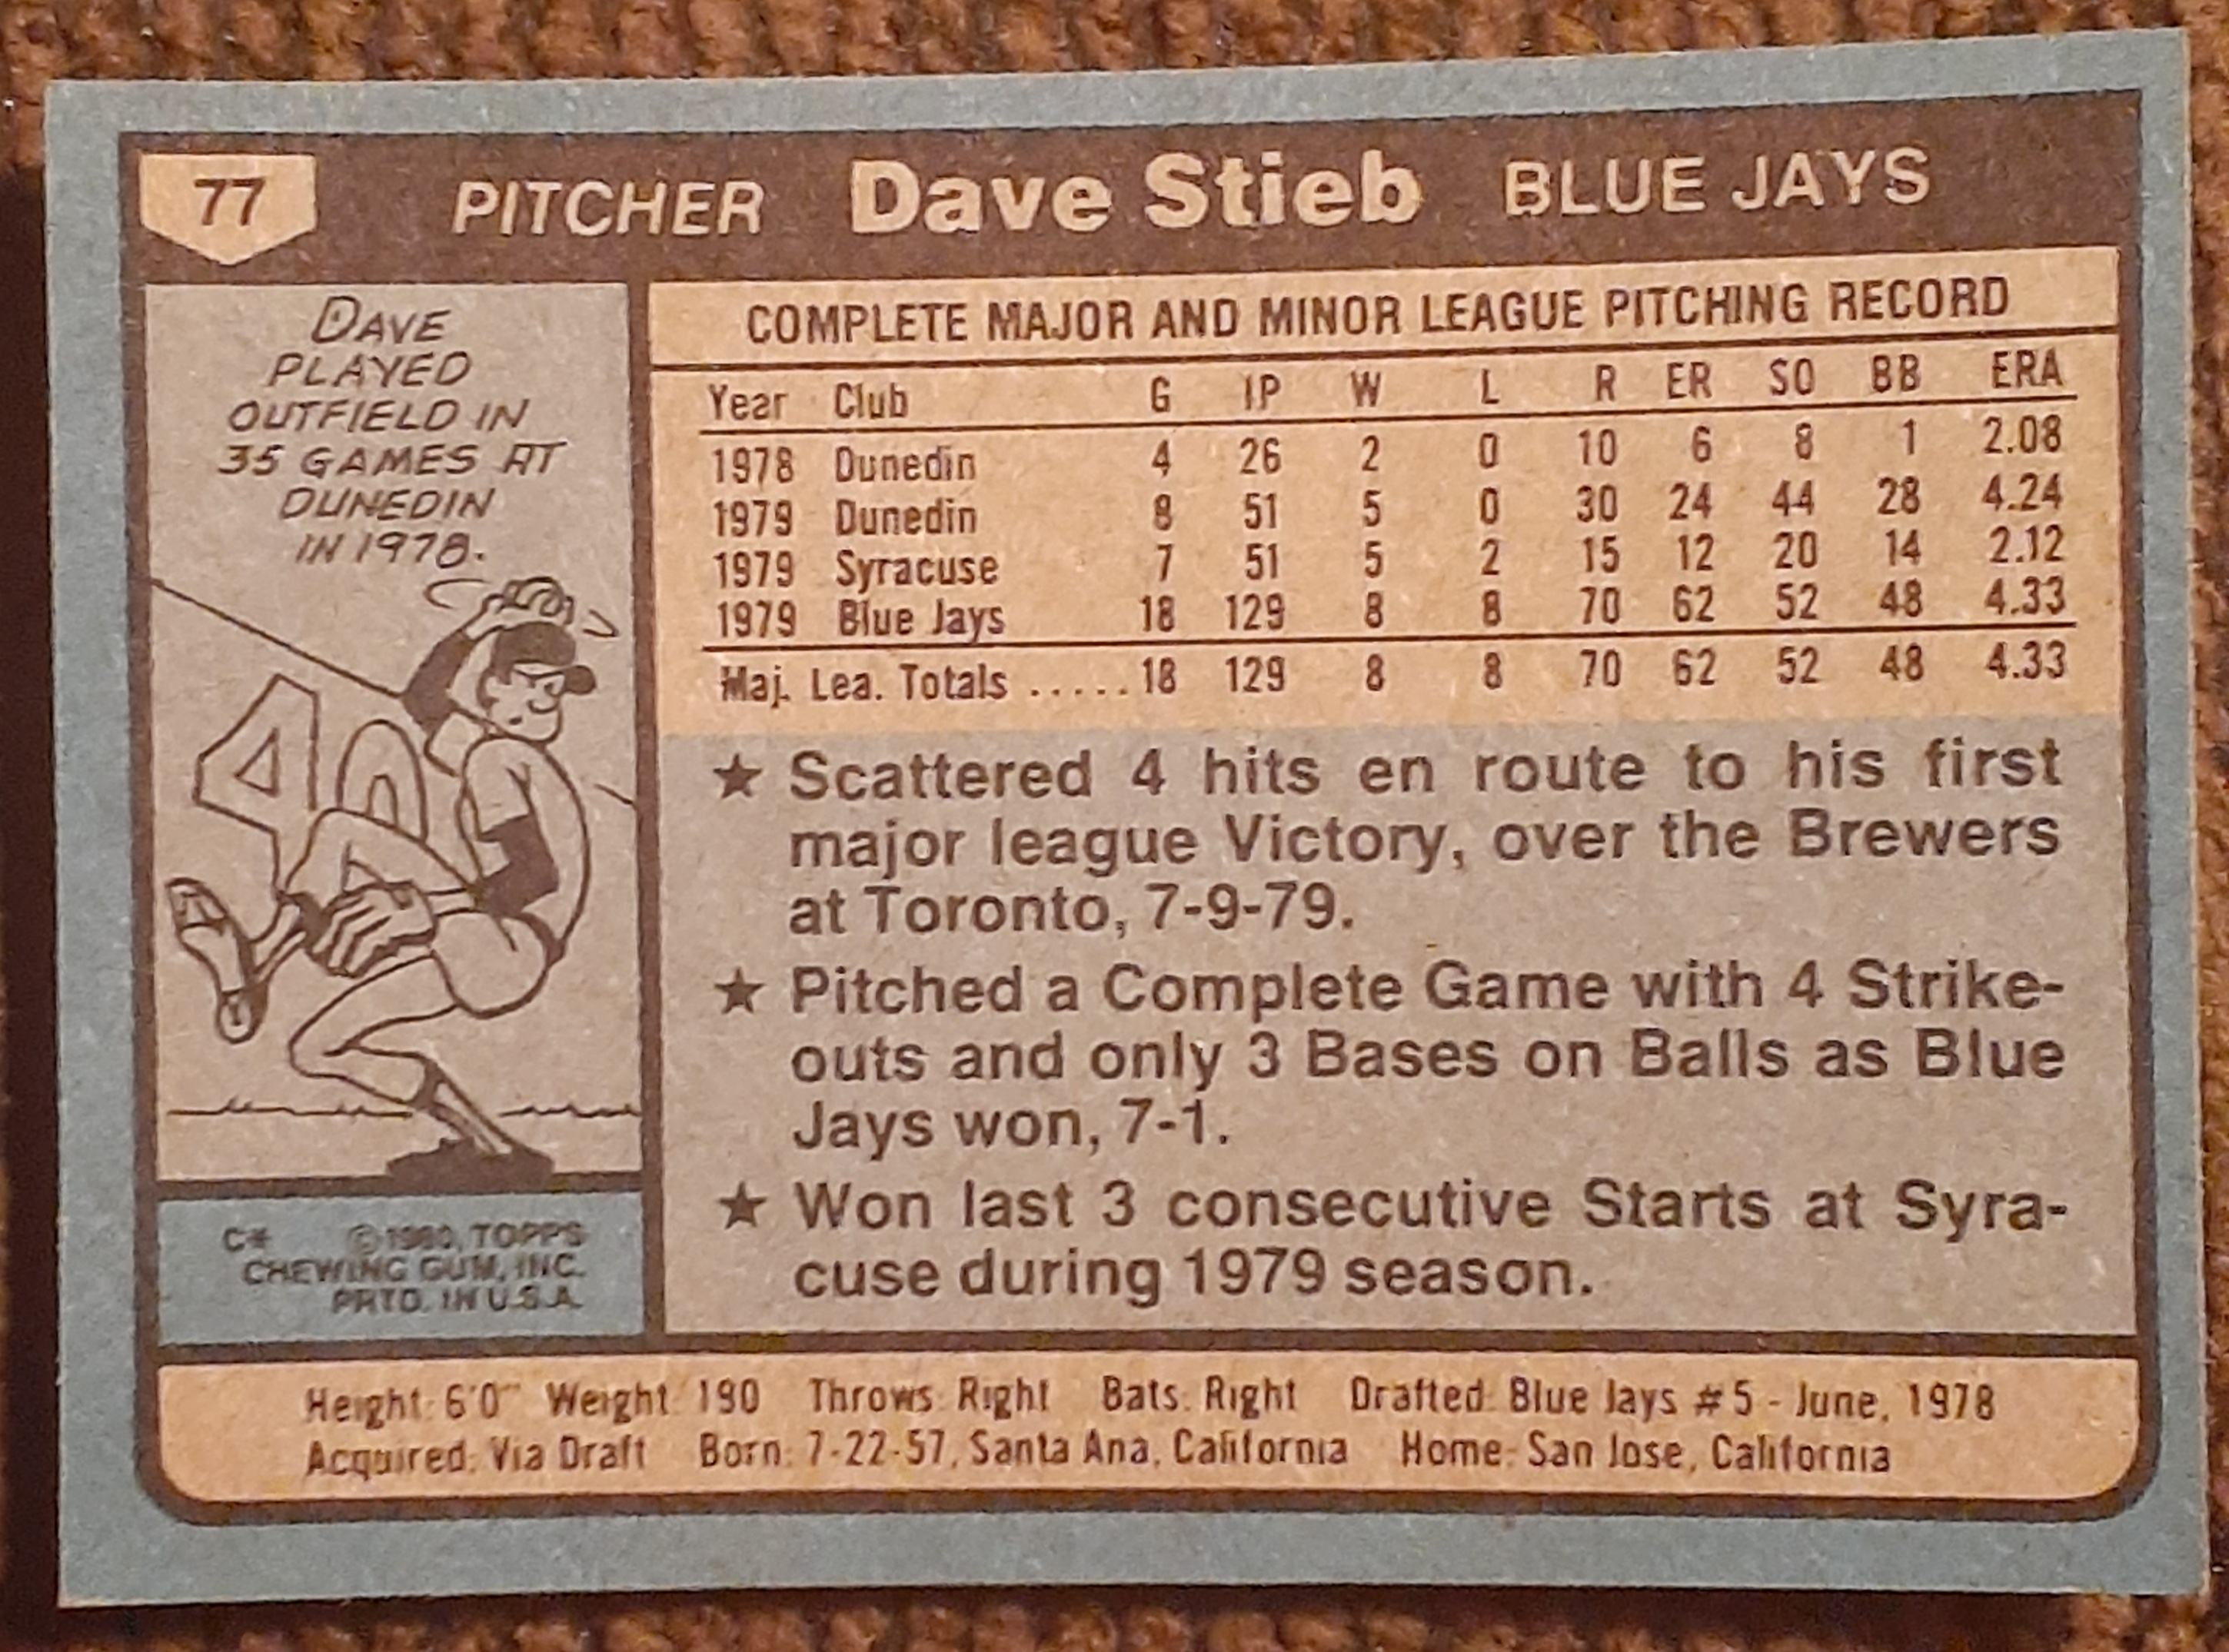 77 PITCHER Dave Stieb BLUE JAYS
DAVE
PLAYED
OUTFIELD IN
35 GAMES AT
DUNEDIN
IN 1978.
40
C* © 1980, TOPPS
CHEWING GUM, INC.
PRTD. IN U.S.A.
COMPLETE MAJOR AND MINOR LEAGUE PITCHING RECORD
Year Club G IP W L R ER SO BB ERA
1978 Dunedin 4 26 2 0 10 6 8 1 2.08
1979 Dunedin 8 51 5 0 30 24 44 28 4.24
1979 Syracuse 7 51 5 2 15 12 20 14 2.12
1979 Blue Jays 18 129 8 8 70 62 52 48 4.33
Maj. Lea. Totals .....18 129 8 8 70 62 52 48 4.33
★ Scattered 4 hits en route to his first
major league Victory, over the Brewers
at Toronto, 7-9-79.
★ Pitched a Complete Game with 4 Strike-
outs and only 3 Bases on Balls as Blue
Jays won, 7-1.
★ Won last 3 consecutive Starts at Syra-
cuse during 1979 season.
Height: 6'0" Weight: 190 Throws: Right Bats: Right Drafted: Blue Jays #5 - June, 1978
Acquired: Via Draft Born: 7-22-57, Santa Ana, California Home: San Jose, California